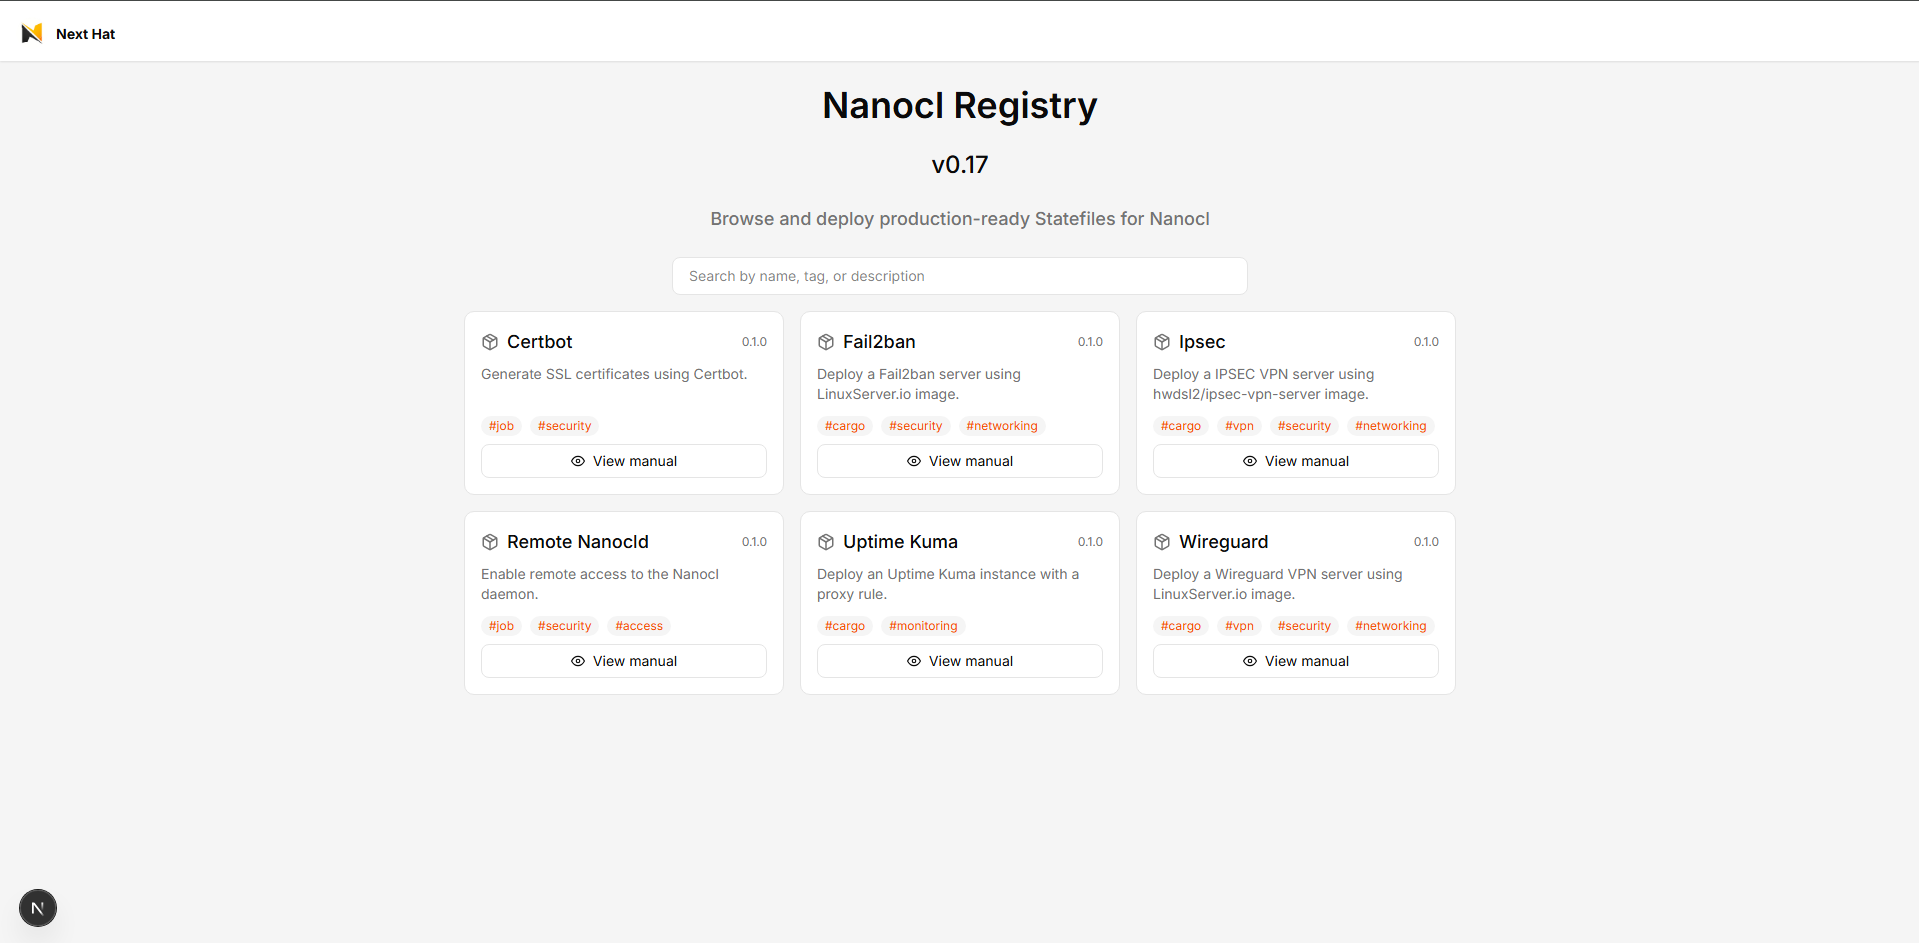 Next Hat
Nanocl Registry
v0.17
Browse and deploy production-ready Statefiles for Nanocl
Search by name, tag, or description
Certbot 0.1.0
Generate SSL certificates using Certbot.
#job #security
View manual
Fail2ban 0.1.0
Deploy a Fail2ban server using
LinuxServer.io image.
#cargo #security #networking
View manual
Ipsec 0.1.0
Deploy a IPSEC VPN server using
hwdsl2/ipsec-vpn-server image.
#cargo #vpn #security #networking
View manual
Remote Nanocld 0.1.0
Enable remote access to the Nanocl
daemon.
#job #security #access
View manual
Uptime Kuma 0.1.0
Deploy an Uptime Kuma instance with a
proxy rule.
#cargo #monitoring
View manual
Wireguard 0.1.0
Deploy a Wireguard VPN server using
LinuxServer.io image.
#cargo #vpn #security #networking
View manual
N